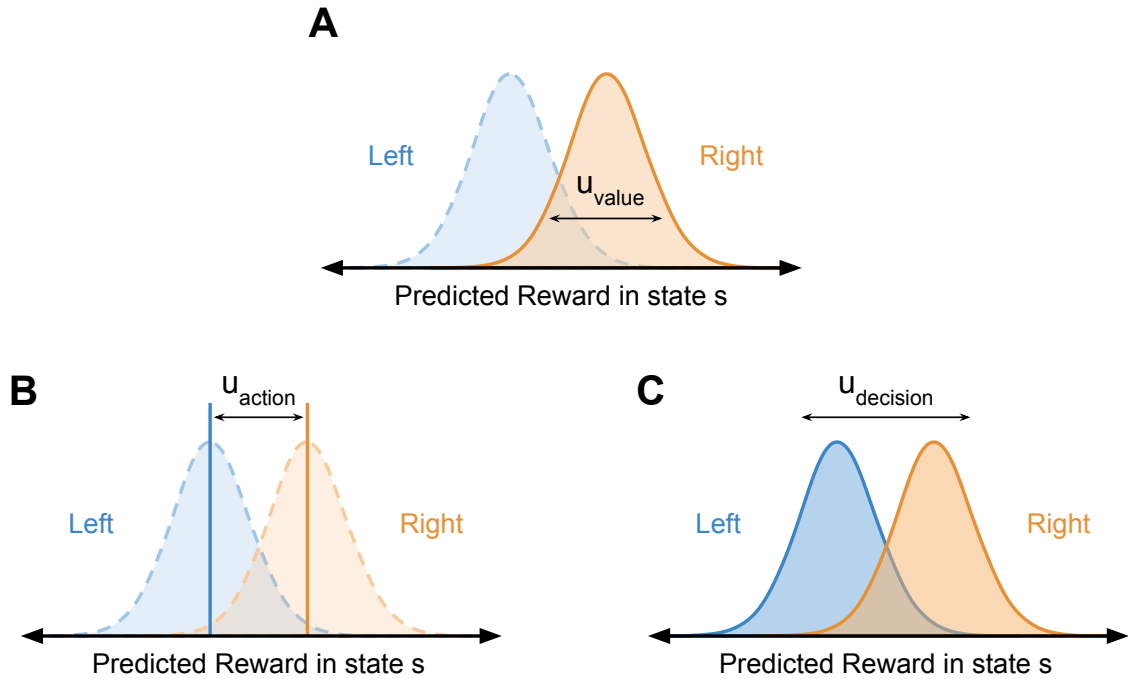 A
Left
Right
u_value
Predicted Reward in state s
B
u_action
Left
Right
Predicted Reward in state s
C
u_decision
Left
Right
Predicted Reward in state s